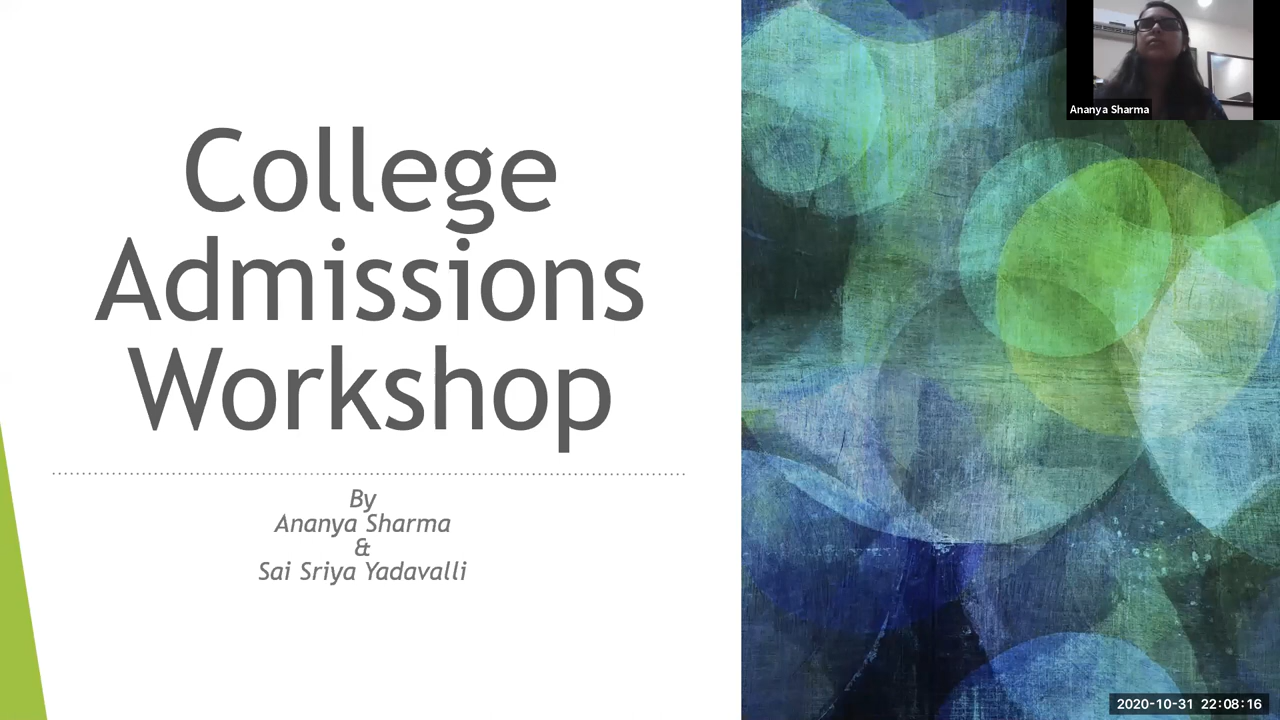 College
Admissions
Workshop
By
Ananya Sharma
&
Sai Sriya Yadavalli
Ananya Sharma
2020-10-31 22:08:16